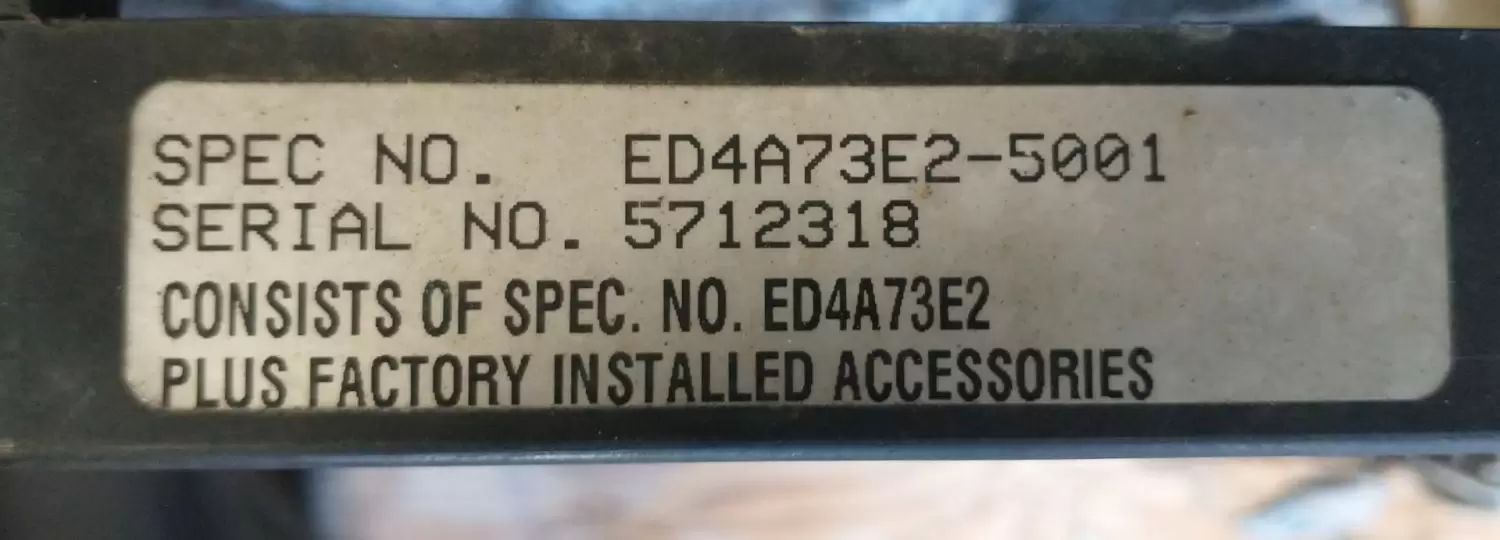 SPEC NO. ED4A73E2-5001
SERIAL NO. 5712318
CONSISTS OF SPEC. NO. ED4A73E2
PLUS FACTORY INSTALLED ACCESSORIES